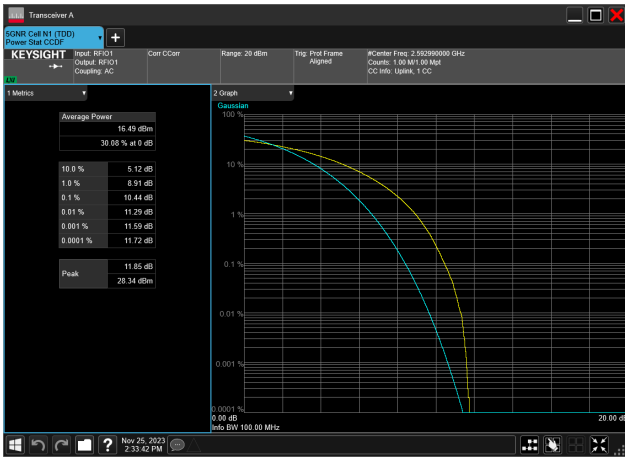 Transceiver A
5GNR Cell N1 (TDD)
Power Stat CCDF
KEYSIGHT
LXI
Input: RFIO1
Output: RFIO1
Coupling: AC
Corr CCorr
Range: 20 dBm
Trig: Prot Frame
Aligned
#Center Freq: 2.592990000 GHz
Counts: 1.00 M/1.00 Mpt
CC Info: Uplink, 1 CC
1 Metrics
Average Power
16.49 dBm
30.08 % at 0 dB
10.0 % 5.12 dB
1.0 % 8.91 dB
0.1 % 10.44 dB
0.01 % 11.29 dB
0.001 % 11.59 dB
0.0001 % 11.72 dB
Peak
11.85 dB
28.34 dBm
2 Graph
Gaussian
100 %
10 %
1 %
0.1 %
0.01 %
0.001 %
0.0001 %
0.00 dB
20.00 dB
Info BW 100.00 MHz
?
Nov 25, 2023
2:33:42 PM